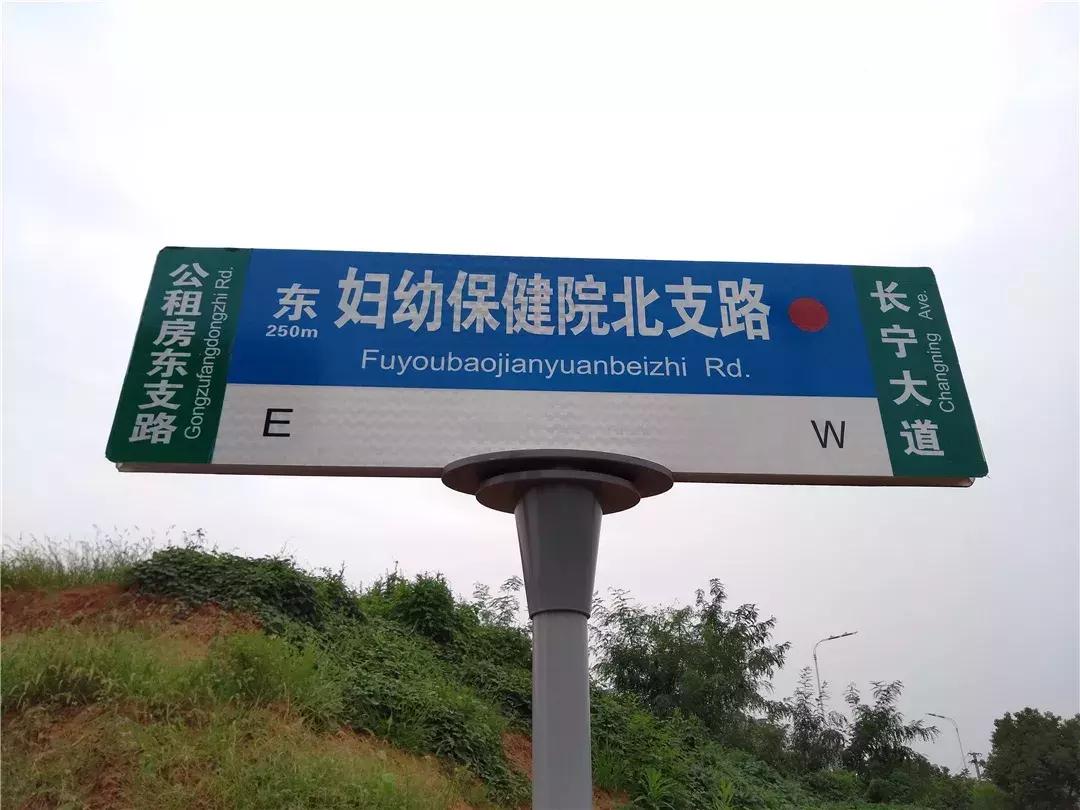 公租房东支路
Gongzufangdongzhi Rd.
东
250m
妇幼保健院北支路
Fuyoubaojianyuanbeizhi Rd.
E
W
长宁大道
Changning Ave.